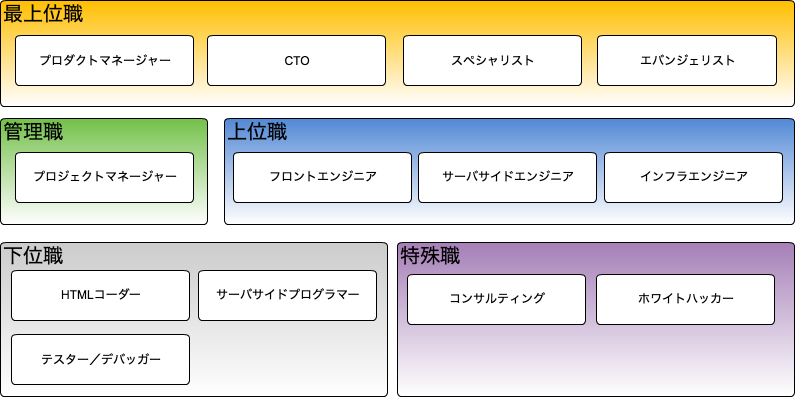 最上位職
プロダクトマネージャー
CTO
スペシャリスト
エバンジェリスト
管理職
プロジェクトマネージャー
上位職
フロントエンジニア
サーバサイドエンジニア
インフラエンジニア
下位職
HTMLコーダー
サーバサイドプログラマー
テスター／デバッガー
特殊職
コンサルティング
ホワイトハッカー